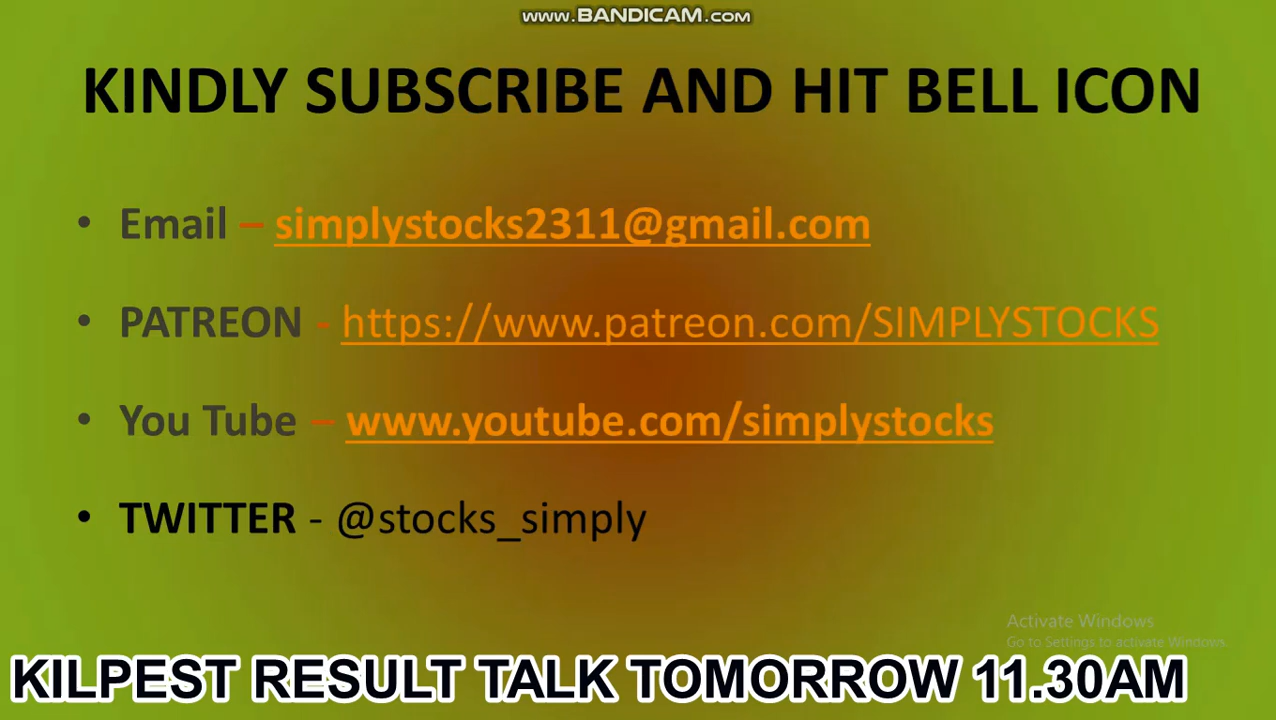 www.BANDICAM.com
KINDLY SUBSCRIBE AND HIT BELL ICON
• Email – simplystocks2311@gmail.com
• PATREON - https://www.patreon.com/SIMPLYSTOCKS
• You Tube – www.youtube.com/simplystocks
• TWITTER - @stocks_simply
Activate Windows
Go to Settings to activate Windows.
KILPEST RESULT TALK TOMORROW 11.30AM